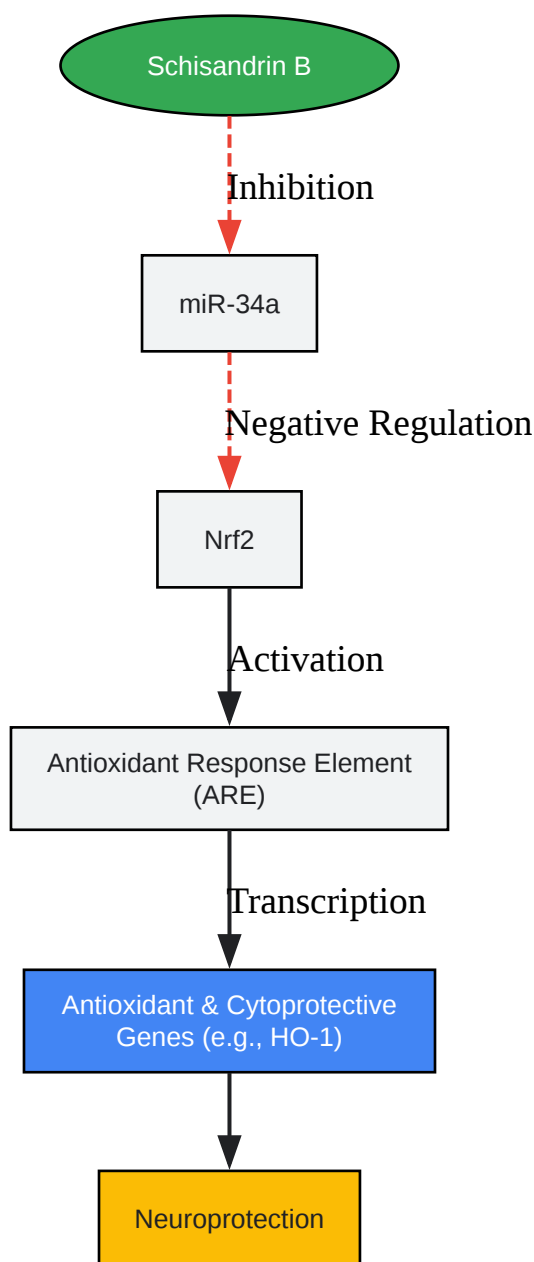 Schisandrin B
Inhibition
miR-34a
Negative Regulation
Nrf2
Activation
Antioxidant Response Element
(ARE)
Transcription
Antioxidant & Cytoprotective
Genes (e.g., HO-1)
Neuroprotection